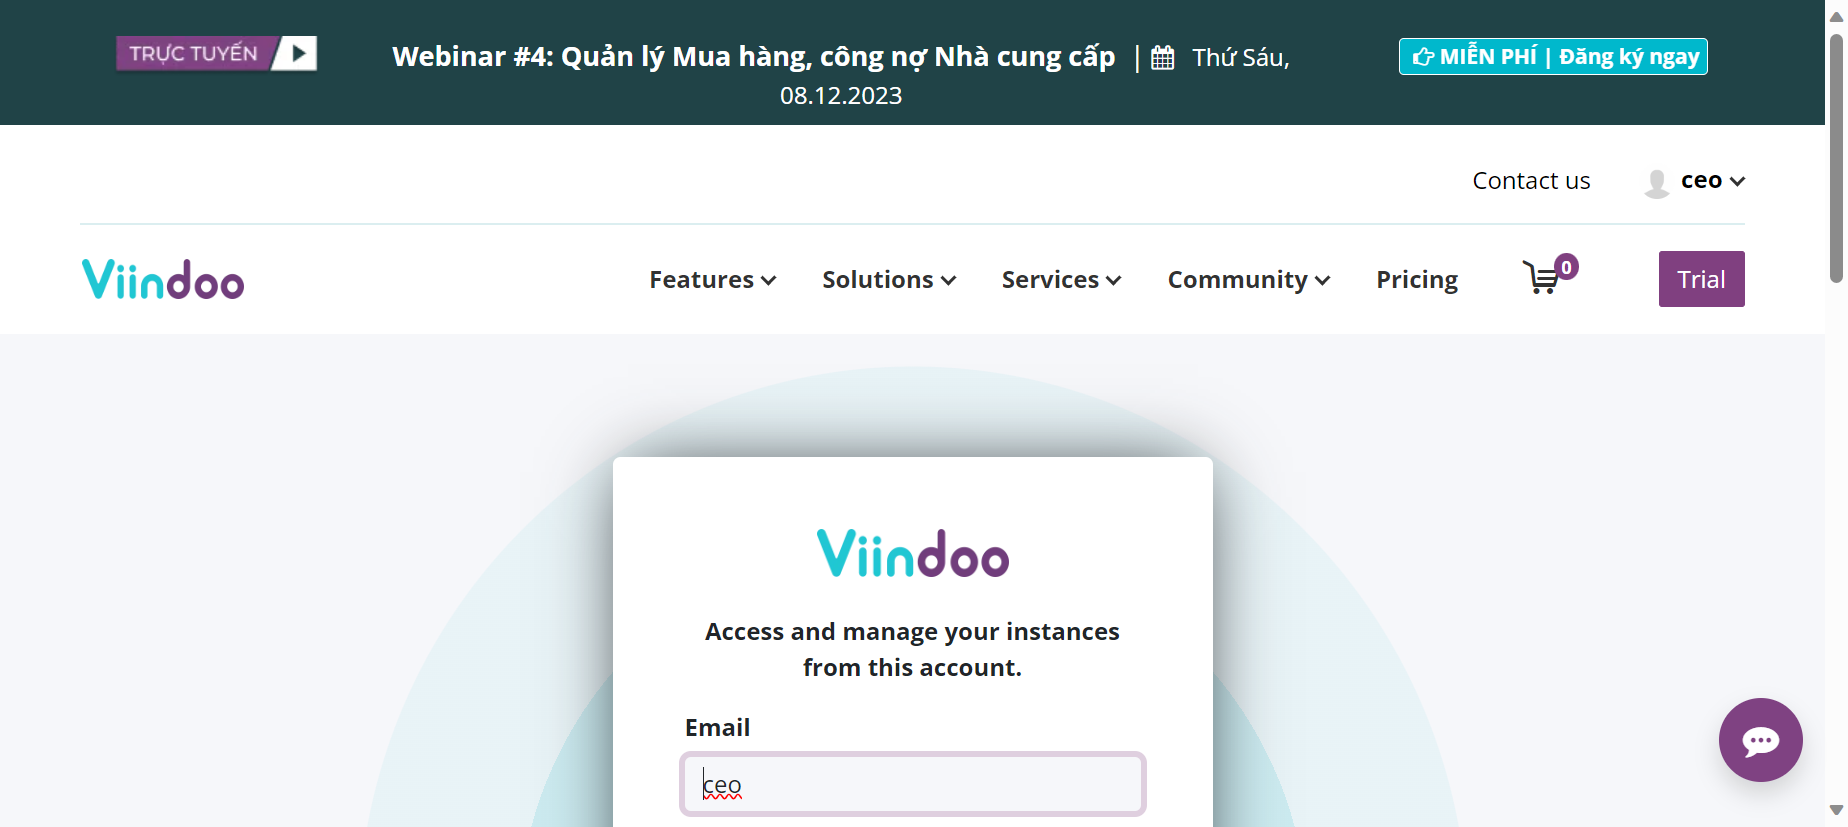 TRỰC TUYẾN
Webinar #4: Quản lý Mua hàng, công nợ Nhà cung cấp | Thứ Sáu,
08.12.2023
MIỄN PHÍ | Đăng ký ngay
Contact us
ceo
Viindoo
Features
Solutions
Services
Community
Pricing
0
Trial
Viindoo
Access and manage your instances
from this account.
Email
ceo